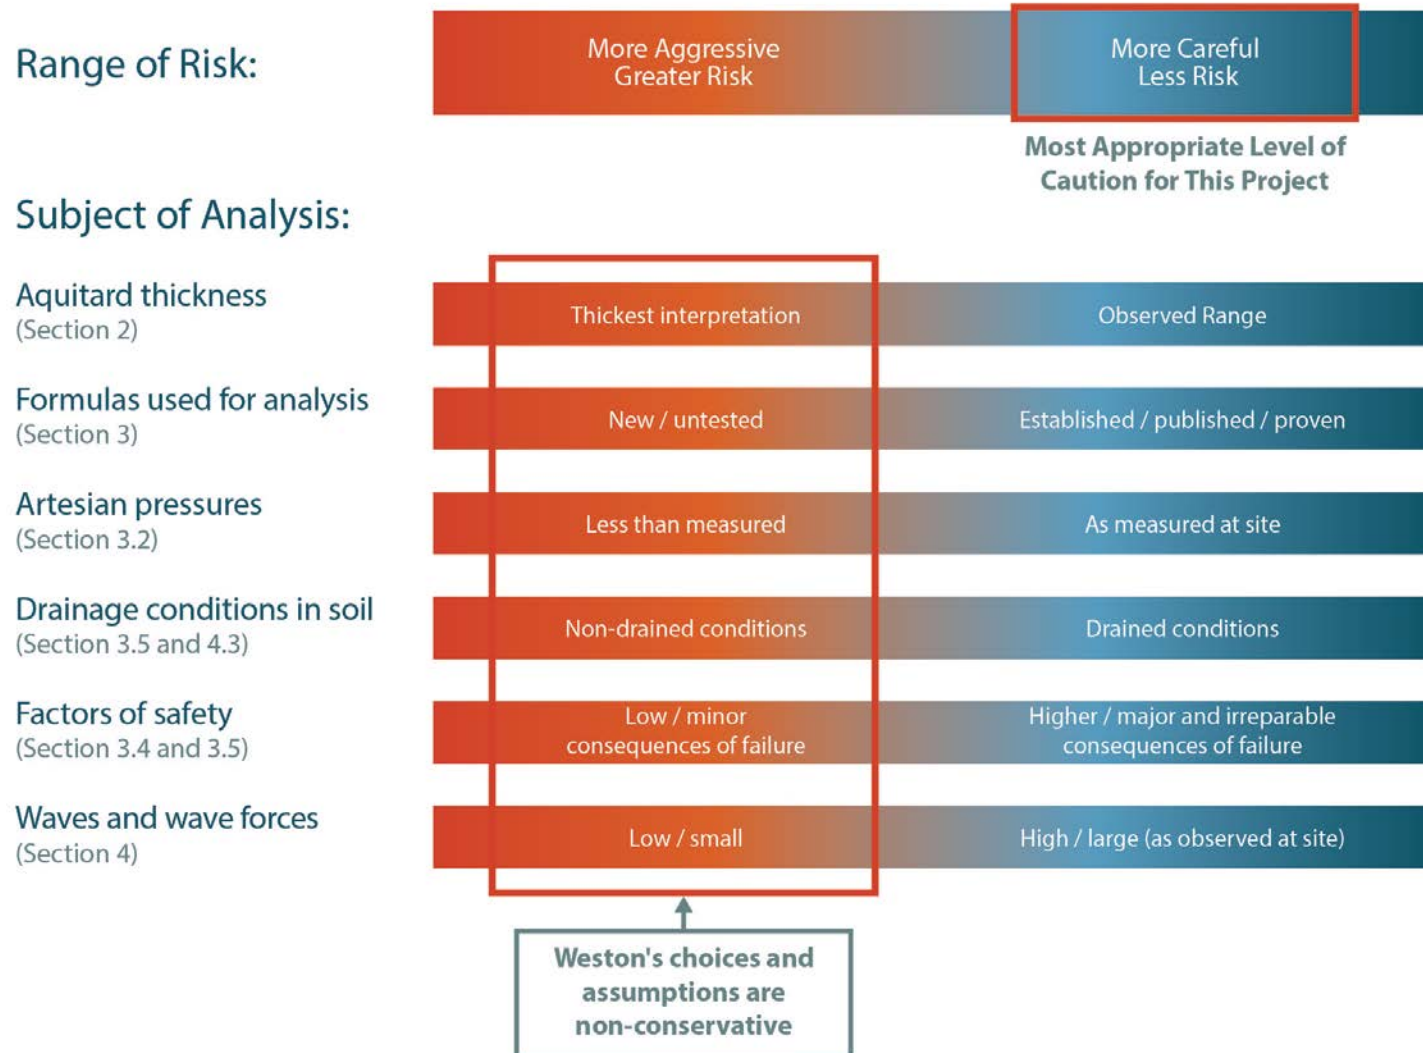 Range of Risk:
More Aggressive
Greater Risk
More Careful
Less Risk
Most Appropriate Level of
Caution for This Project
Subject of Analysis:
Aquitard thickness
(Section 2)
Thickest interpretation
Observed Range
Formulas used for analysis
(Section 3)
New / untested
Established / published / proven
Artesian pressures
(Section 3.2)
Less than measured
As measured at site
Drainage conditions in soil
(Section 3.5 and 4.3)
Non-drained conditions
Drained conditions
Factors of safety
(Section 3.4 and 3.5)
Low / minor
consequences of failure
Higher / major and irreparable
consequences of failure
Waves and wave forces
(Section 4)
Low / small
High / large (as observed at site)
Weston's choices and
assumptions are
non-conservative